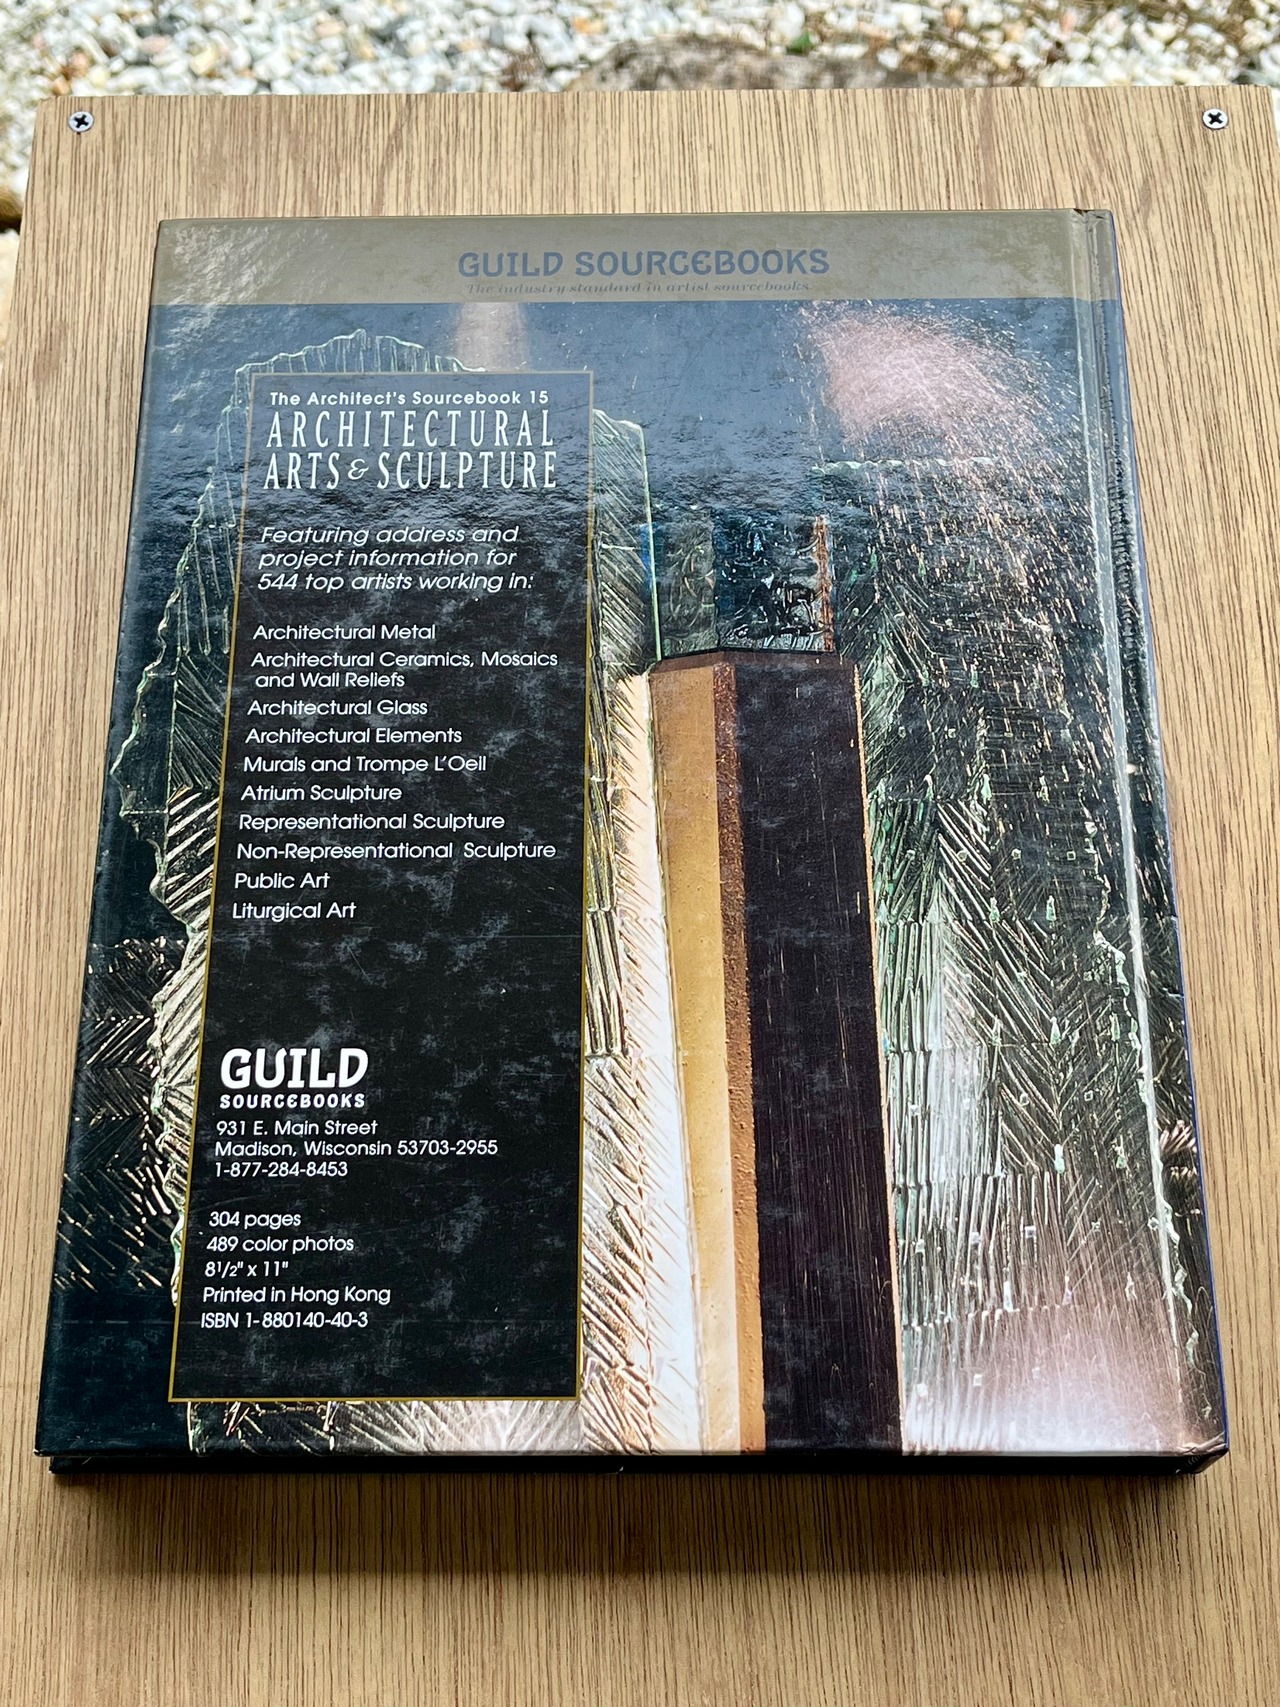 GUILD SOURCEBOOKS
The industry standard in artist sourcebooks.
The Architect's Sourcebook 15
ARCHITECTURAL
ARTS & SCULPTURE
Featuring address and
project information for
544 top artists working in:
Architectural Metal
Architectural Ceramics, Mosaics
and Wall Reliefs
Architectural Glass
Architectural Elements
Murals and Trompe L'Oeil
Atrium Sculpture
Representational Sculpture
Non-Representational Sculpture
Public Art
Liturgical Art
GUILD
SOURCEBOOKS
931 E. Main Street
Madison, Wisconsin 53703-2955
1-877-284-8453
304 pages
489 color photos
8½" x 11"
Printed in Hong Kong
ISBN 1-880140-40-3